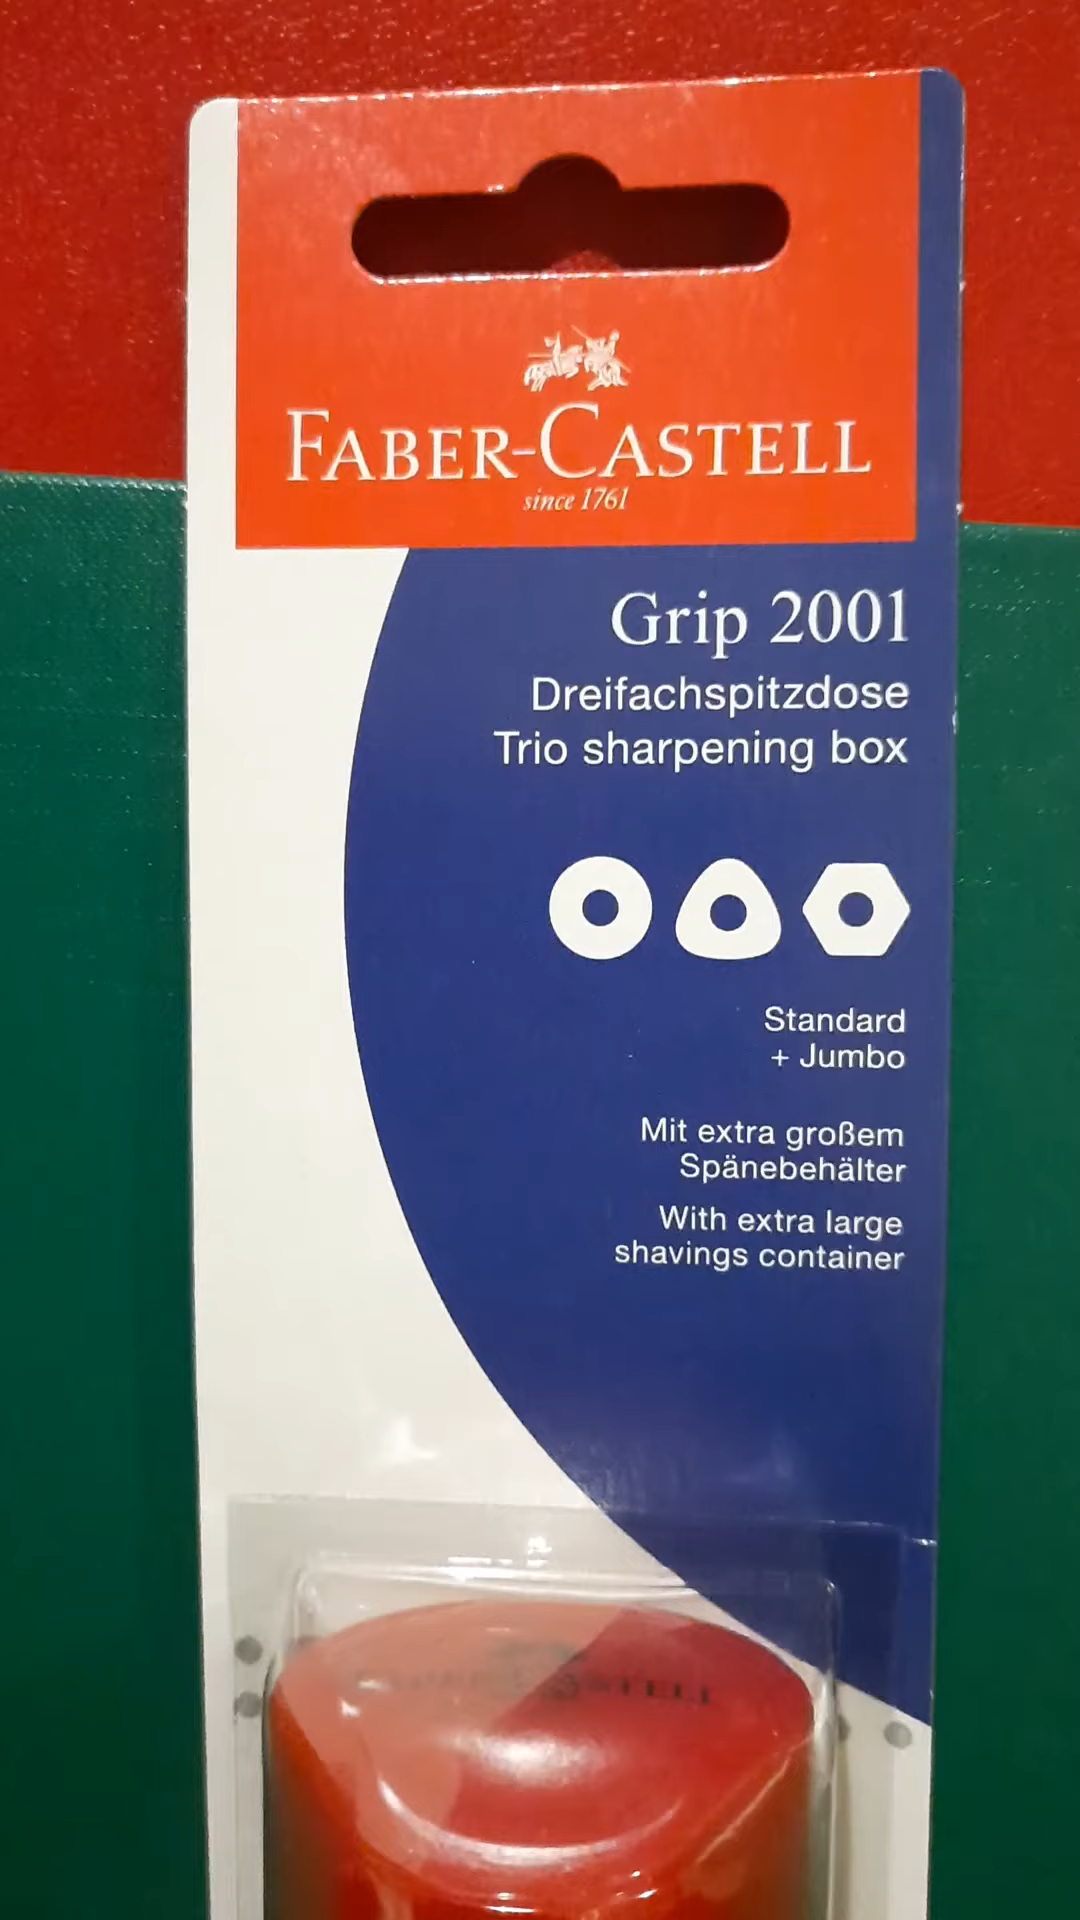 FABER-CASTELL
since 1761
Grip 2001
Dreifachspitzdose
Trio sharpening box
Standard
+ Jumbo
Mit extra großem
Spänebehälter
With extra large
shavings container